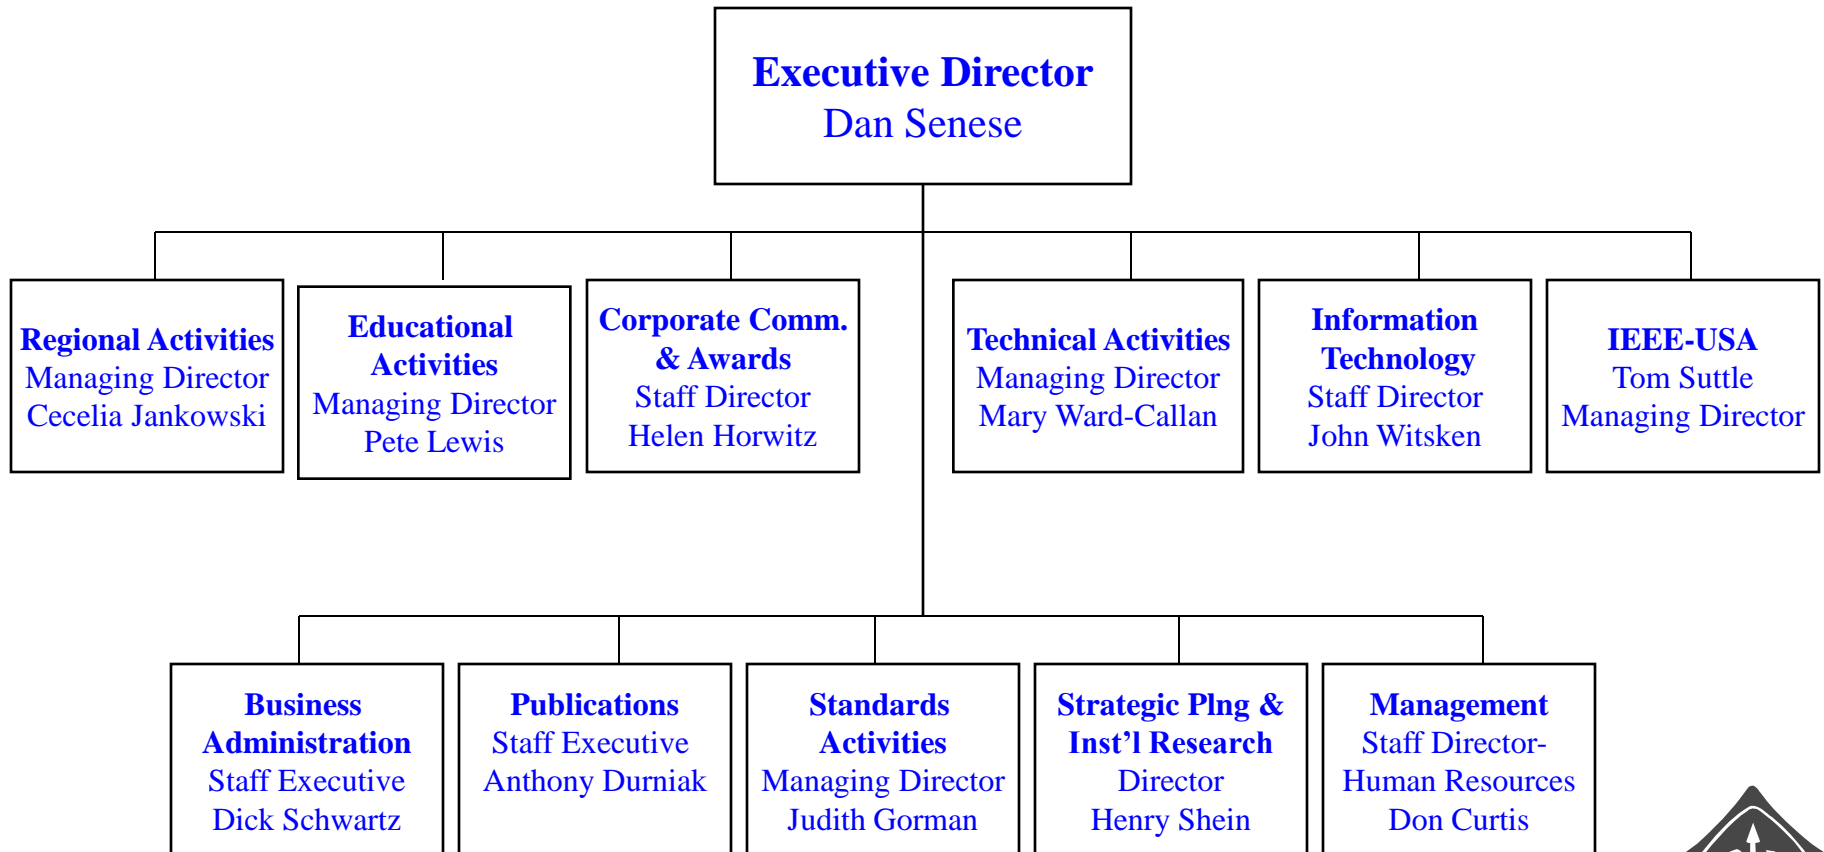 Executive Director
Dan Senese
Regional Activities
Managing Director
Cecelia Jankowski
Educational
Activities
Managing Director
Pete Lewis
Corporate Comm.
& Awards
Staff Director
Helen Horwitz
Technical Activities
Managing Director
Mary Ward-Callan
Information
Technology
Staff Director
John Witsken
IEEE-USA
Tom Suttle
Managing Director
Business
Administration
Staff Executive
Dick Schwartz
Publications
Staff Executive
Anthony Durniak
Standards
Activities
Managing Director
Judith Gorman
Strategic Plng &
Inst’l Research
Director
Henry Shein
Management
Staff Director-
Human Resources
Don Curtis